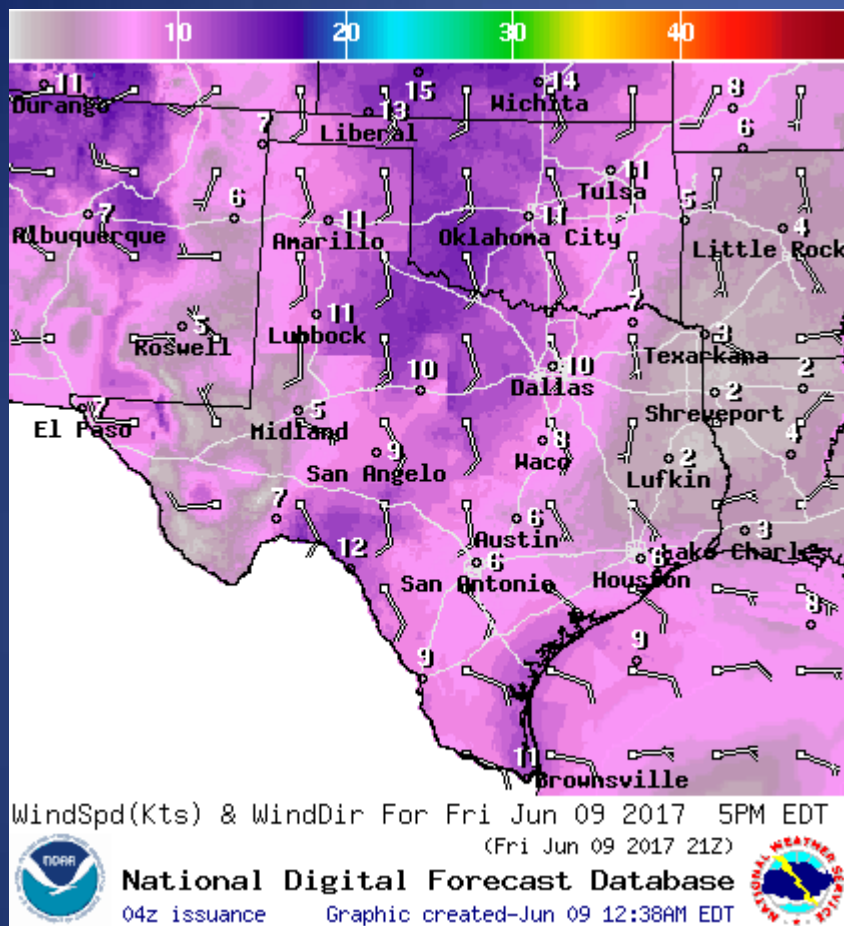 10 20 30 40
11 15 14 8
Durango 13 Wichita
Liberal
7 6
11
Tulsa
7 6 11 11 5 4
Albuquerque Amarillo Oklahoma City Little Rock
5 11 7 3
Roswell Lubbock Texarkana
10 10 2 2
Dallas
7 5 Shreveport
El Paso Midland
9 8 2 4
San Angelo Waco Lufkin
7 6 3
Austin
12 6 6 Lake Charles
San Antonio Houston
8
9 9
11
Brownsville
WindSpd(Kts) & WindDir For Fri Jun 09 2017 5PM EDT
(Fri Jun 09 2017 21Z)
NOAA
National Digital Forecast Database
04z issuance Graphic created-Jun 09 12:38AM EDT
NATIONAL WEATHER SERVICE